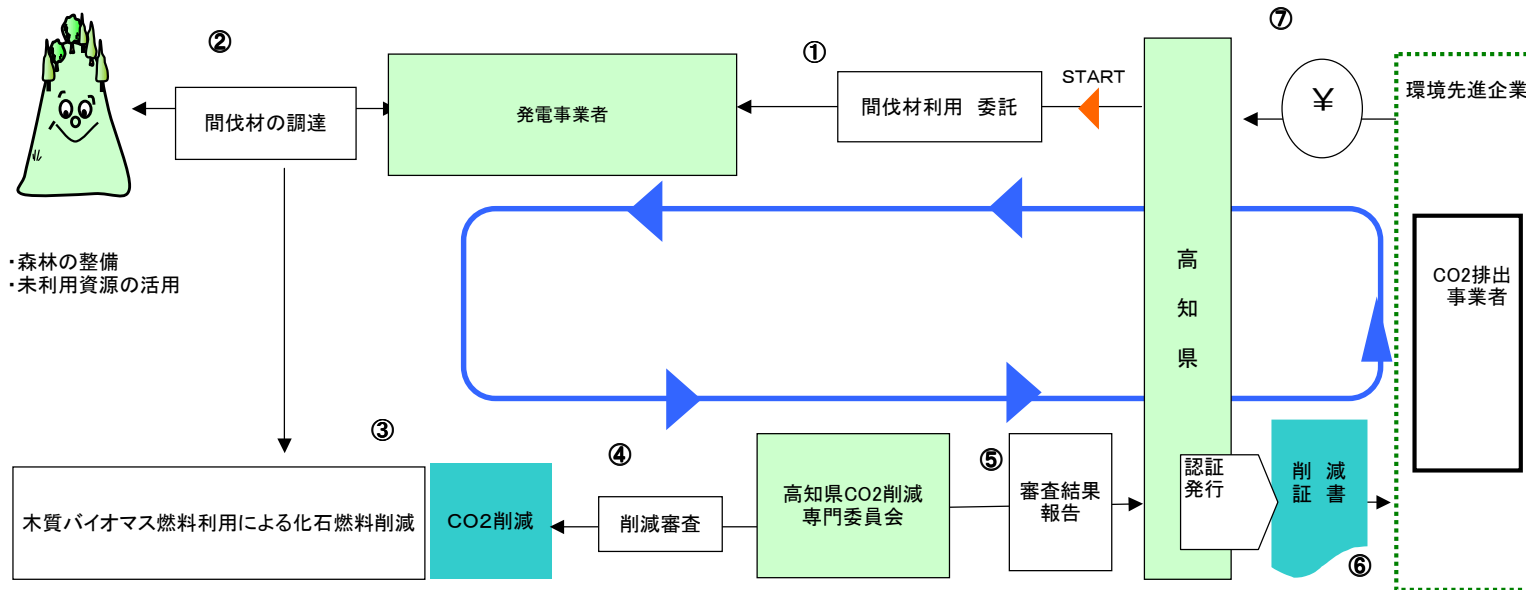 ⑦
②
①
START
環境先進企業
¥
間伐材の調達
発電事業者
間伐材利用 委託
・森林の整備
・未利用資源の活用
高
知
県
CO2排出
事業者
③
④
⑤
木質バイオマス燃料利用による化石燃料削減
CO2削減
削減審査
高知県CO2削減
専門委員会
審査結果
報告
認証
発行
削 減
証 書
⑥